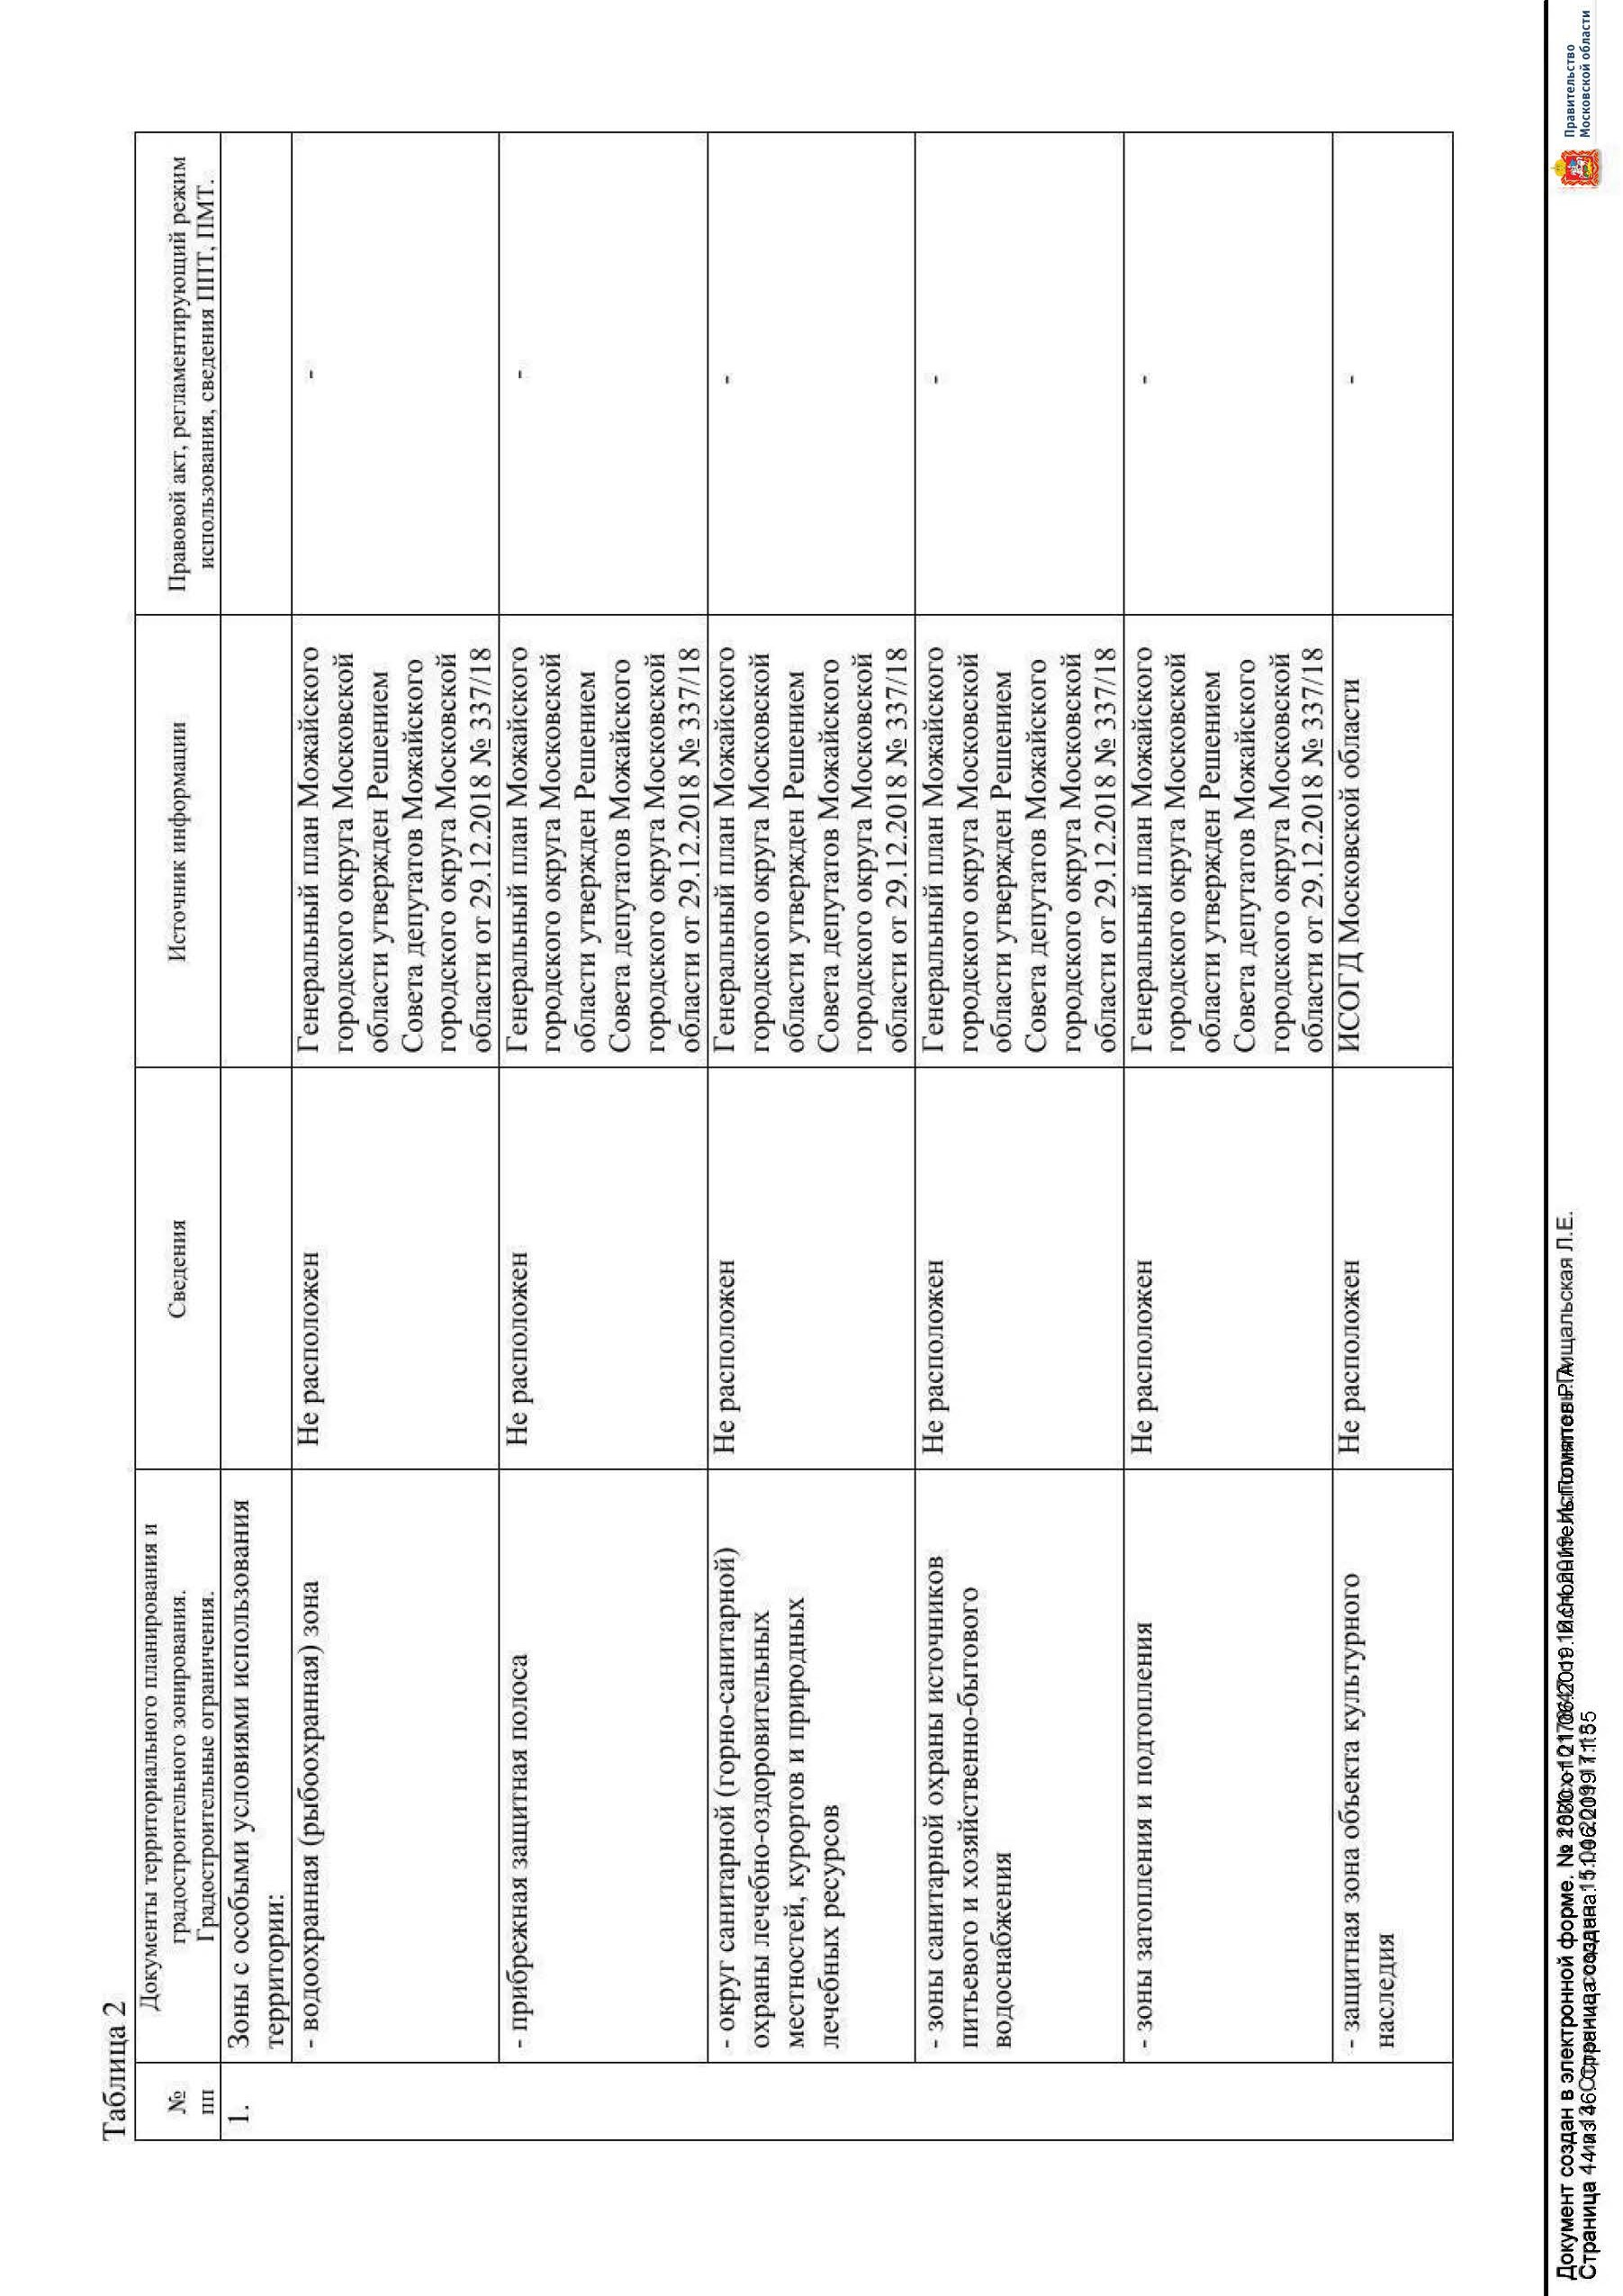 Таблица 2
№
пп
Документы территориального планирования и
градостроительного зонирования.
Градостроительные ограничения.
Сведения
Источник информации
Правовой акт, регламентирующий режим
использования, сведения ППТ, ПМТ.
1.
Зоны с особыми условиями использования
территории:
- водоохранная (рыбоохранная) зона
Не расположен
Генеральный план Можайского
городского округа Московской
области утвержден Решением
Совета депутатов Можайского
городского округа Московской
области от 29.12.2018 № 337/18
-
- прибрежная защитная полоса
Не расположен
Генеральный план Можайского
городского округа Московской
области утвержден Решением
Совета депутатов Можайского
городского округа Московской
области от 29.12.2018 № 337/18
-
- округ санитарной (горно-санитарной)
охраны лечебно-оздоровительных
местностей, курортов и природных
лечебных ресурсов
Не расположен
Генеральный план Можайского
городского округа Московской
области утвержден Решением
Совета депутатов Можайского
городского округа Московской
области от 29.12.2018 № 337/18
-
- зоны санитарной охраны источников
питьевого и хозяйственно-бытового
водоснабжения
Не расположен
Генеральный план Можайского
городского округа Московской
области утвержден Решением
Совета депутатов Можайского
городского округа Московской
области от 29.12.2018 № 337/18
-
- зоны затопления и подтопления
Не расположен
Генеральный план Можайского
городского округа Московской
области утвержден Решением
Совета депутатов Можайского
городского округа Московской
области от 29.12.2018 № 337/18
-
- защитная зона объекта культурного
наследия
Не расположен
ИСОГД Московской области
-
Документ создан в электронной форме. № Пищальская Л.Е.
Страница
Правительство
Московской области